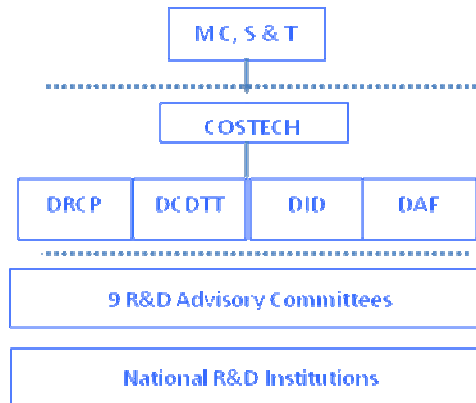 MC, S & T
COSTECH
DRCP DCDTT DID DAF
9 R&D Advisory Committees
National R&D Institutions